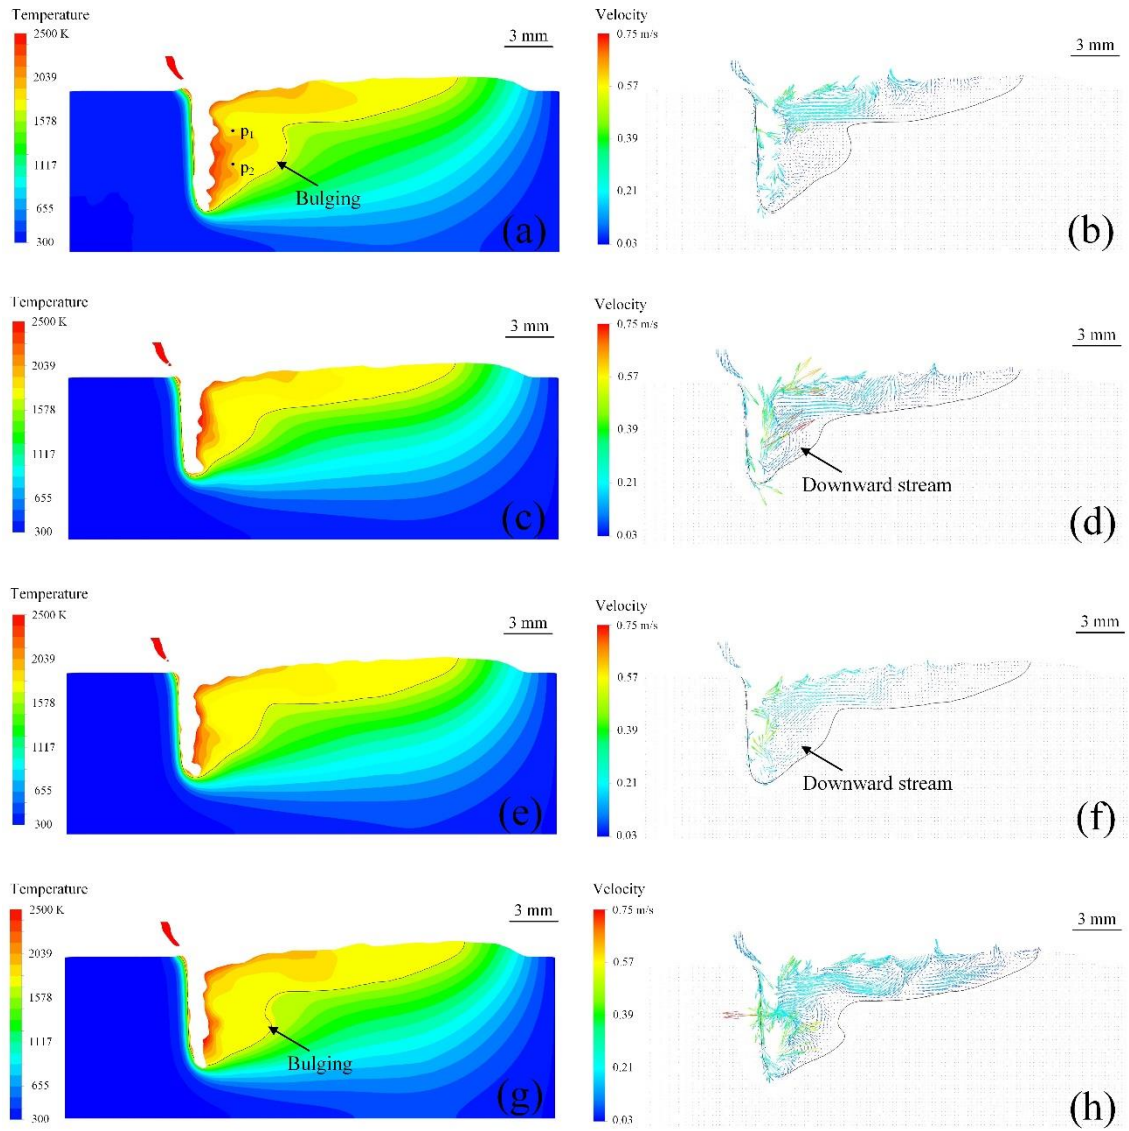 Temperature
2500 K
2039
1578
1117
655
300
3 mm
p1
p2
Bulging
(a)
Velocity
0.75 m/s
0.57
0.39
0.21
0.03
3 mm
(b)
Temperature
2500 K
2039
1578
1117
655
300
3 mm
(c)
Velocity
0.75 m/s
0.57
0.39
0.21
0.03
3 mm
Downward stream
(d)
Temperature
2500 K
2039
1578
1117
655
300
3 mm
(e)
Velocity
0.75 m/s
0.57
0.39
0.21
0.03
3 mm
Downward stream
(f)
Temperature
2500 K
2039
1578
1117
655
300
3 mm
Bulging
(g)
Velocity
0.75 m/s
0.57
0.39
0.21
0.03
3 mm
(h)